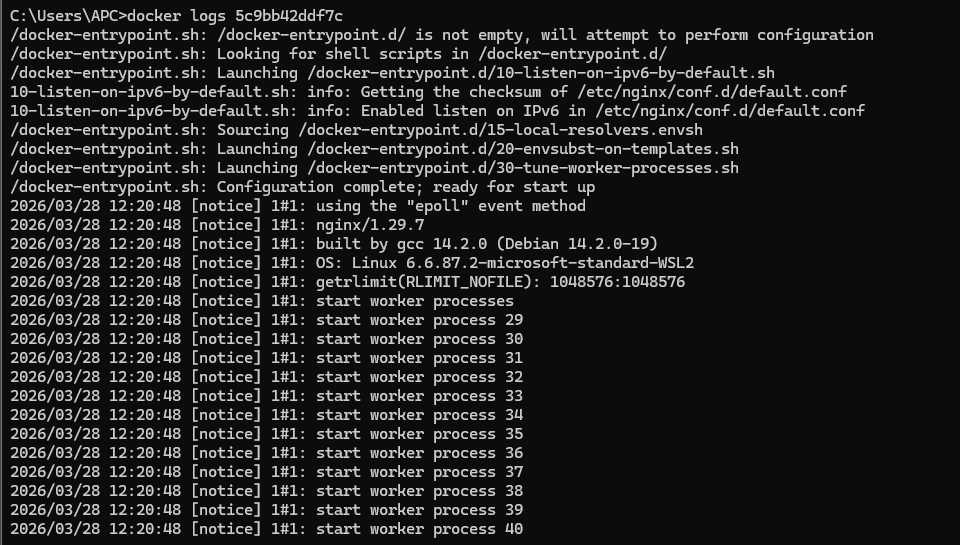 C:\Users\APC>docker logs 5c9bb42ddf7c
/docker-entrypoint.sh: /docker-entrypoint.d/ is not empty, will attempt to perform configuration
/docker-entrypoint.sh: Looking for shell scripts in /docker-entrypoint.d/
/docker-entrypoint.sh: Launching /docker-entrypoint.d/10-listen-on-ipv6-by-default.sh
10-listen-on-ipv6-by-default.sh: info: Getting the checksum of /etc/nginx/conf.d/default.conf
10-listen-on-ipv6-by-default.sh: info: Enabled listen on IPv6 in /etc/nginx/conf.d/default.conf
/docker-entrypoint.sh: Sourcing /docker-entrypoint.d/15-local-resolvers.envsh
/docker-entrypoint.sh: Launching /docker-entrypoint.d/20-envsubst-on-templates.sh
/docker-entrypoint.sh: Launching /docker-entrypoint.d/30-tune-worker-processes.sh
/docker-entrypoint.sh: Configuration complete; ready for start up
2026/03/28 12:20:48 [notice] 1#1: using the "epoll" event method
2026/03/28 12:20:48 [notice] 1#1: nginx/1.29.7
2026/03/28 12:20:48 [notice] 1#1: built by gcc 14.2.0 (Debian 14.2.0-19)
2026/03/28 12:20:48 [notice] 1#1: OS: Linux 6.6.87.2-microsoft-standard-WSL2
2026/03/28 12:20:48 [notice] 1#1: getrlimit(RLIMIT_NOFILE): 1048576:1048576
2026/03/28 12:20:48 [notice] 1#1: start worker processes
2026/03/28 12:20:48 [notice] 1#1: start worker process 29
2026/03/28 12:20:48 [notice] 1#1: start worker process 30
2026/03/28 12:20:48 [notice] 1#1: start worker process 31
2026/03/28 12:20:48 [notice] 1#1: start worker process 32
2026/03/28 12:20:48 [notice] 1#1: start worker process 33
2026/03/28 12:20:48 [notice] 1#1: start worker process 34
2026/03/28 12:20:48 [notice] 1#1: start worker process 35
2026/03/28 12:20:48 [notice] 1#1: start worker process 36
2026/03/28 12:20:48 [notice] 1#1: start worker process 37
2026/03/28 12:20:48 [notice] 1#1: start worker process 38
2026/03/28 12:20:48 [notice] 1#1: start worker process 39
2026/03/28 12:20:48 [notice] 1#1: start worker process 40